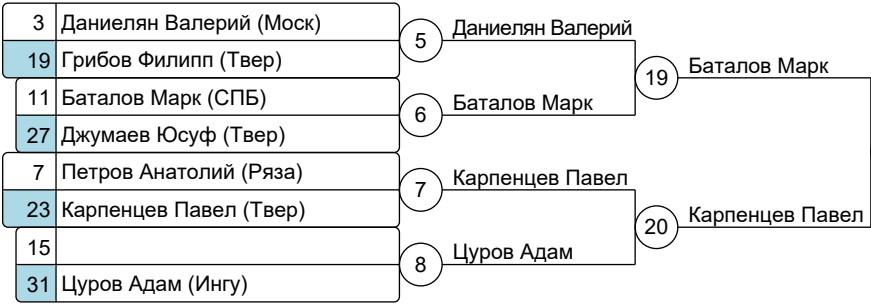 3 Даниелян Валерий (Моск)
5 Даниелян Валерий
19 Грибов Филипп (Твер)
19 Баталов Марк
11 Баталов Марк (СПБ)
6 Баталов Марк
27 Джумаев Юсуф (Твер)
7 Петров Анатолий (Ряза)
7 Карпенцев Павел
23 Карпенцев Павел (Твер)
20 Карпенцев Павел
15
8 Цуров Адам
31 Цуров Адам (Ингу)